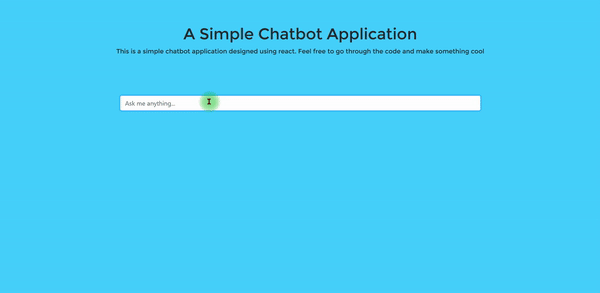 A Simple Chatbot Application
This is a simple chatbot application designed using react. Feel free to go through the code and make something cool
Ask me anything...